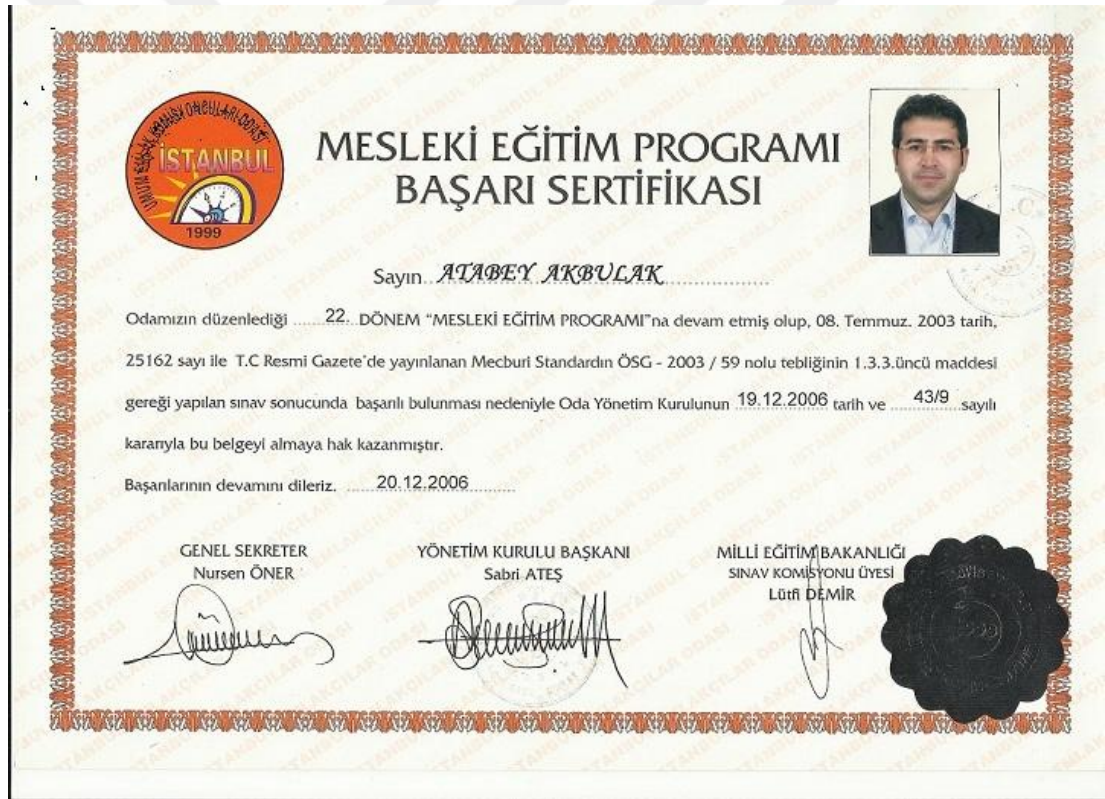 İSTANBUL
1999
MESLEKİ EĞİTİM PROGRAMI
BAŞARI SERTİFİKASI
Sayın ATABEY AKBULAK
Odamızın düzenlediği ......22. DÖNEM “MESLEKİ EĞİTİM PROGRAMI”na devam etmiş olup, 08. Temmuz. 2003 tarih,
25162 sayı ile T.C Resmi Gazete'de yayınlanan Mecburi Standardın ÖSG - 2003 / 59 nolu tebliğinin 1.3.3.üncü maddesi
gereği yapılan sınav sonucunda başarılı bulunması nedeniyle Oda Yönetim Kurulunun 19.12.2006 tarih ve 43/9 sayılı
kararıyla bu belgeyi almaya hak kazanmıştır.
Başarılarının devamını dileriz. 20.12.2006
GENEL SEKRETER
Nursen ÖNER
YÖNETİM KURULU BAŞKANI
Sabri ATEŞ
MİLLİ EĞİTİM BAKANLIĞI
SINAV KOMİSYONU ÜYESİ
Lütfi DEMİR